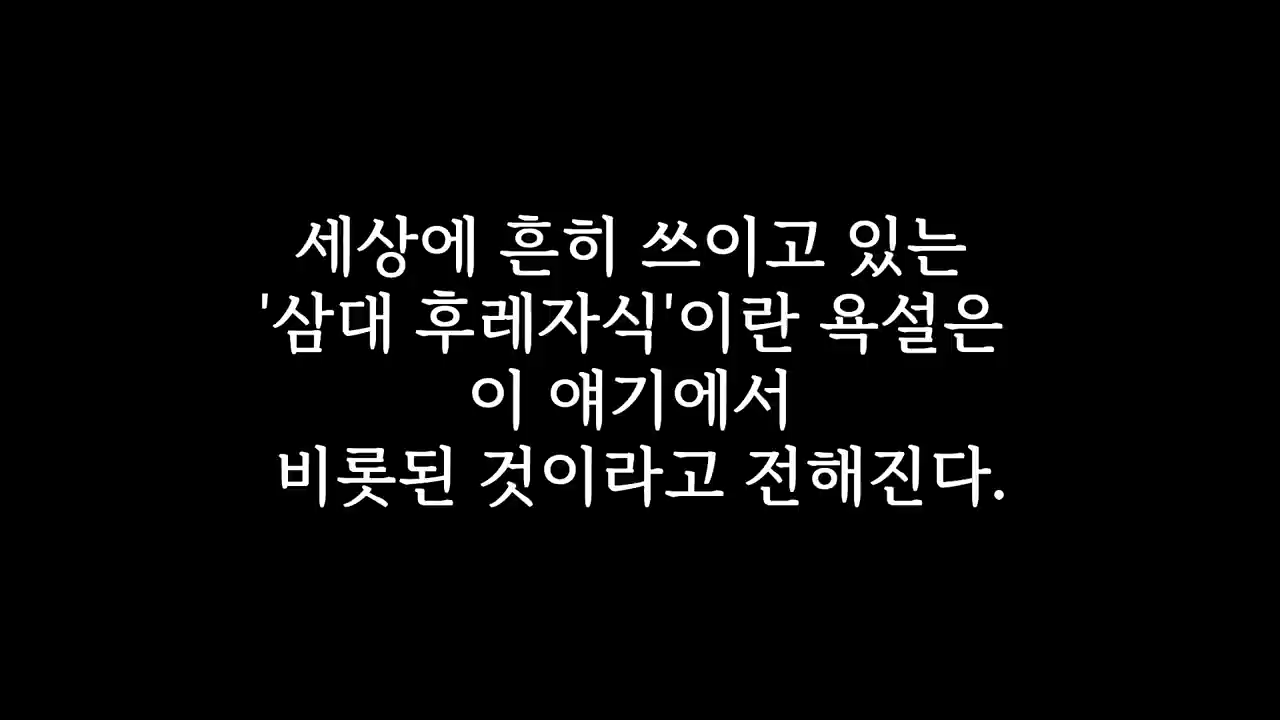 세상에 흔히 쓰이고 있는
'삼대 후레자식'이란 욕설은
이 얘기에서
비롯된 것이라고 전해진다.